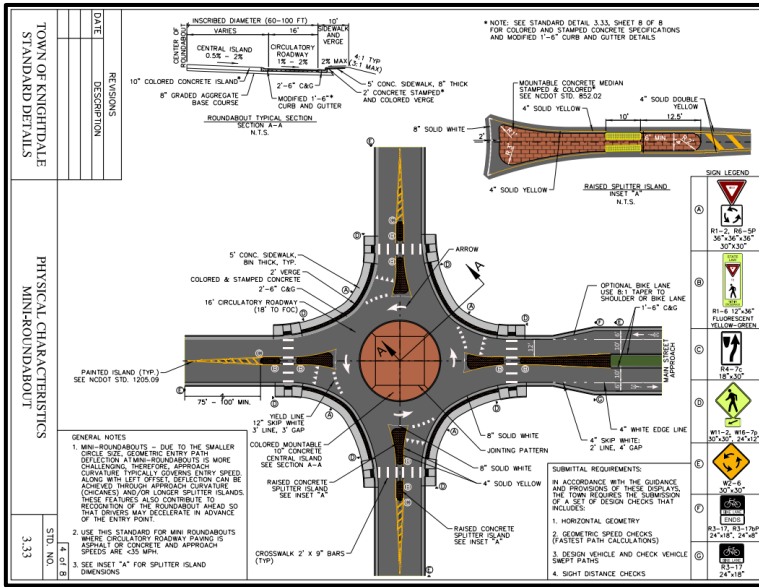 INSCRIBED DIAMETER (60-100 FT)
10'
SIDEWALK
AND
VERGE
VARIES
16'
CENTER OF
ROUNDABOUT
CENTRAL ISLAND
0.5% - 2%
CIRCULATORY
ROADWAY
1% - 2%
2% MAX
4:1 TYP
(3:1 MAX)
10" COLORED CONCRETE ISLAND*
8" GRADED AGGREGATE
BASE COURSE
2'-6" C&G
MODIFIED 1'-6"*
CURB AND GUTTER
5' CONC. SIDEWALK, 8" THICK
2' CONCRETE STAMPED*
AND COLORED VERGE
ROUNDABOUT TYPICAL SECTION
SECTION A-A
N.T.S.
* NOTE: SEE STANDARD DETAIL 3.33, SHEET 8 OF 8
FOR COLORED AND STAMPED CONCRETE SPECIFICATIONS
AND MODIFIED 1'-6" CURB AND GUTTER DETAILS
MOUNTABLE CONCRETE MEDIAN
STAMPED & COLORED*
SEE NCDOT STD. 852.02
4" SOLID YELLOW
4" SOLID DOUBLE
YELLOW
8" SOLID WHITE
10'
12.5'
2'
6' MIN.
4" SOLID YELLOW
RAISED SPLITTER ISLAND
INSET "A"
N.T.S.
REVISIONS
DATE
DESCRIPTION
TOWN OF KNIGHTDALE
STANDARD DETAILS
PHYSICAL CHARACTERISTICS
MINI-ROUNDABOUT
STD. NO.
3.33
4 of 8
5' CONC. SIDEWALK,
8IN THICK, TYP.
2' VERGE
COLORED & STAMPED CONCRETE
2'-6" C&G
16' CIRCULATORY ROADWAY
(18' TO FOC)
ARROW
A
A
OPTIONAL BIKE LANE
USE 8:1 TAPER TO
SHOULDER OR BIKE LANE
1'-6" C&G
12'
MAIN STREET
APPROACH
PAINTED ISLAND (TYP.)
SEE NCDOT STD. 1205.09
75' - 100' MIN.
YIELD LINE
12" SKIP WHITE
3' LINE, 3' GAP
COLORED MOUNTABLE
10" CONCRETE
CENTRAL ISLAND
SEE SECTION A-A
RAISED CONCRETE
SPLITTER ISLAND
SEE INSET "A"
CROSSWALK 2' X 9' BARS
(TYP)
4" WHITE EDGE LINE
8" SOLID WHITE
4" SKIP WHITE:
2' LINE, 4' GAP
JOINTING PATTERN
8" SOLID WHITE
4" SOLID YELLOW
RAISED CONCRETE
SPLITTER ISLAND
SEE INSET "A"
GENERAL NOTES
1. MINI-ROUNDABOUTS - DUE TO THE SMALLER
CIRCLE SIZE, GEOMETRIC ENTRY PATH
DEFLECTION AT MINI-ROUNDABOUTS IS MORE
CHALLENGING, THEREFORE, APPROACH
CURVATURE TYPICALLY GOVERNS ENTRY SPEED.
ALONG WITH LEFT OFFSET, DEFLECTION CAN BE
ACHIEVED THROUGH APPROACH CURVATURE
(CHICANES) AND/OR LONGER SPLITTER ISLANDS.
THESE FEATURES ALSO CONTRIBUTE TO
RECOGNITION OF THE ROUNDABOUT AHEAD SO
THAT DRIVERS MAY DECELERATE IN ADVANCE
OF THE ENTRY POINT.
2. USE THIS STANDARD FOR MINI ROUNDABOUTS
WHERE CIRCULATORY ROADWAY PAVING IS
ASPHALT OR CONCRETE AND APPROACH
SPEEDS ARE <35 MPH.
3. SEE INSET "A" FOR SPLITTER ISLAND
DIMENSIONS
SUBMITTAL REQUIREMENTS:
IN ACCORDANCE WITH THE GUIDANCE
AND PROVISIONS OF THESE DISPLAYS,
THE TOWN REQUIRES THE SUBMISSION
OF A SET OF DESIGN CHECKS THAT
INCLUDES:
1. HORIZONTAL GEOMETRY
2. GEOMETRIC SPEED CHECKS
(FASTEST PATH CALCULATIONS)
3. DESIGN VEHICLE AND CHECK VEHICLE
SWEPT PATHS
4. SIGHT DISTANCE CHECKS
SIGN LEGEND
A
R1-2, R6-5P
36"x36"x36"
30"X30"
B
R1-6 12"x36"
FLUORESCENT
YELLOW-GREEN
C
R4-7c
18"x30"
D
W11-2, W16-7p
30"x30", 24"x12"
E
W2-6
30"x30"
F
ENDS
R3-17, R3-17bP
24"x18", 24"x8"
G
R3-17
24"x18"